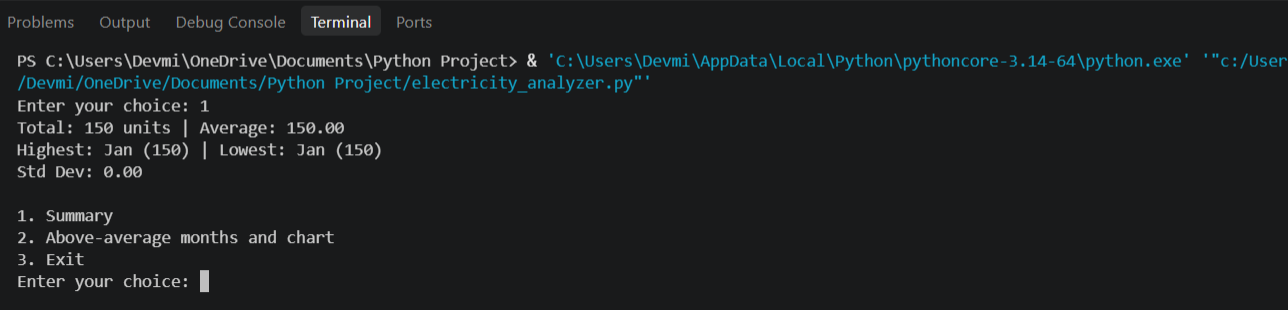 Problems Output Debug Console Terminal Ports
PS C:\Users\Devmi\OneDrive\Documents\Python Project> & 'C:\Users\Devmi\AppData\Local\Python\pythoncore-3.14-64\python.exe' '"c:/User
/Devmi/OneDrive/Documents/Python Project/electricity_analyzer.py"'
Enter your choice: 1
Total: 150 units | Average: 150.00
Highest: Jan (150) | Lowest: Jan (150)
Std Dev: 0.00
1. Summary
2. Above-average months and chart
3. Exit
Enter your choice: